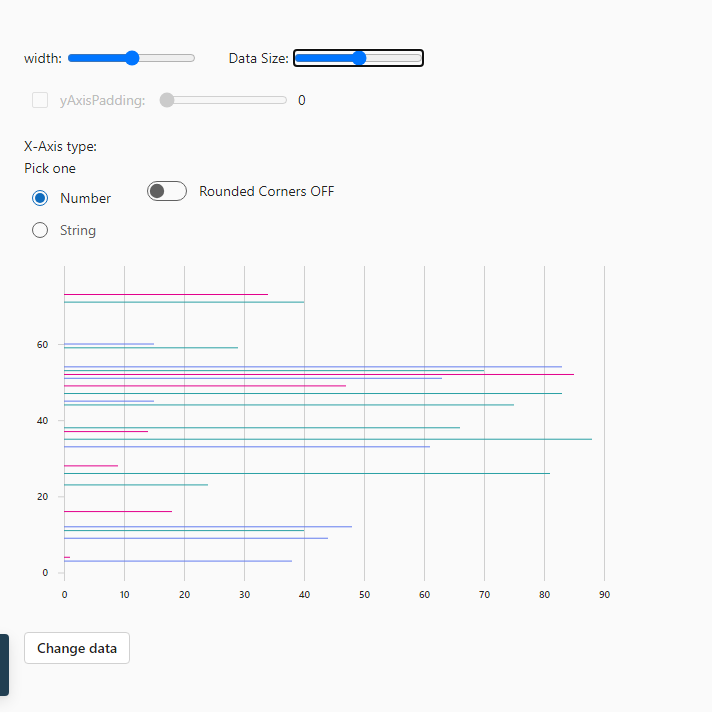 width: Data Size:
yAxisPadding: 0
X-Axis type:
Pick one
Number
Rounded Corners OFF
String
60
40
20
0
0 10 20 30 40 50 60 70 80 90
Change data